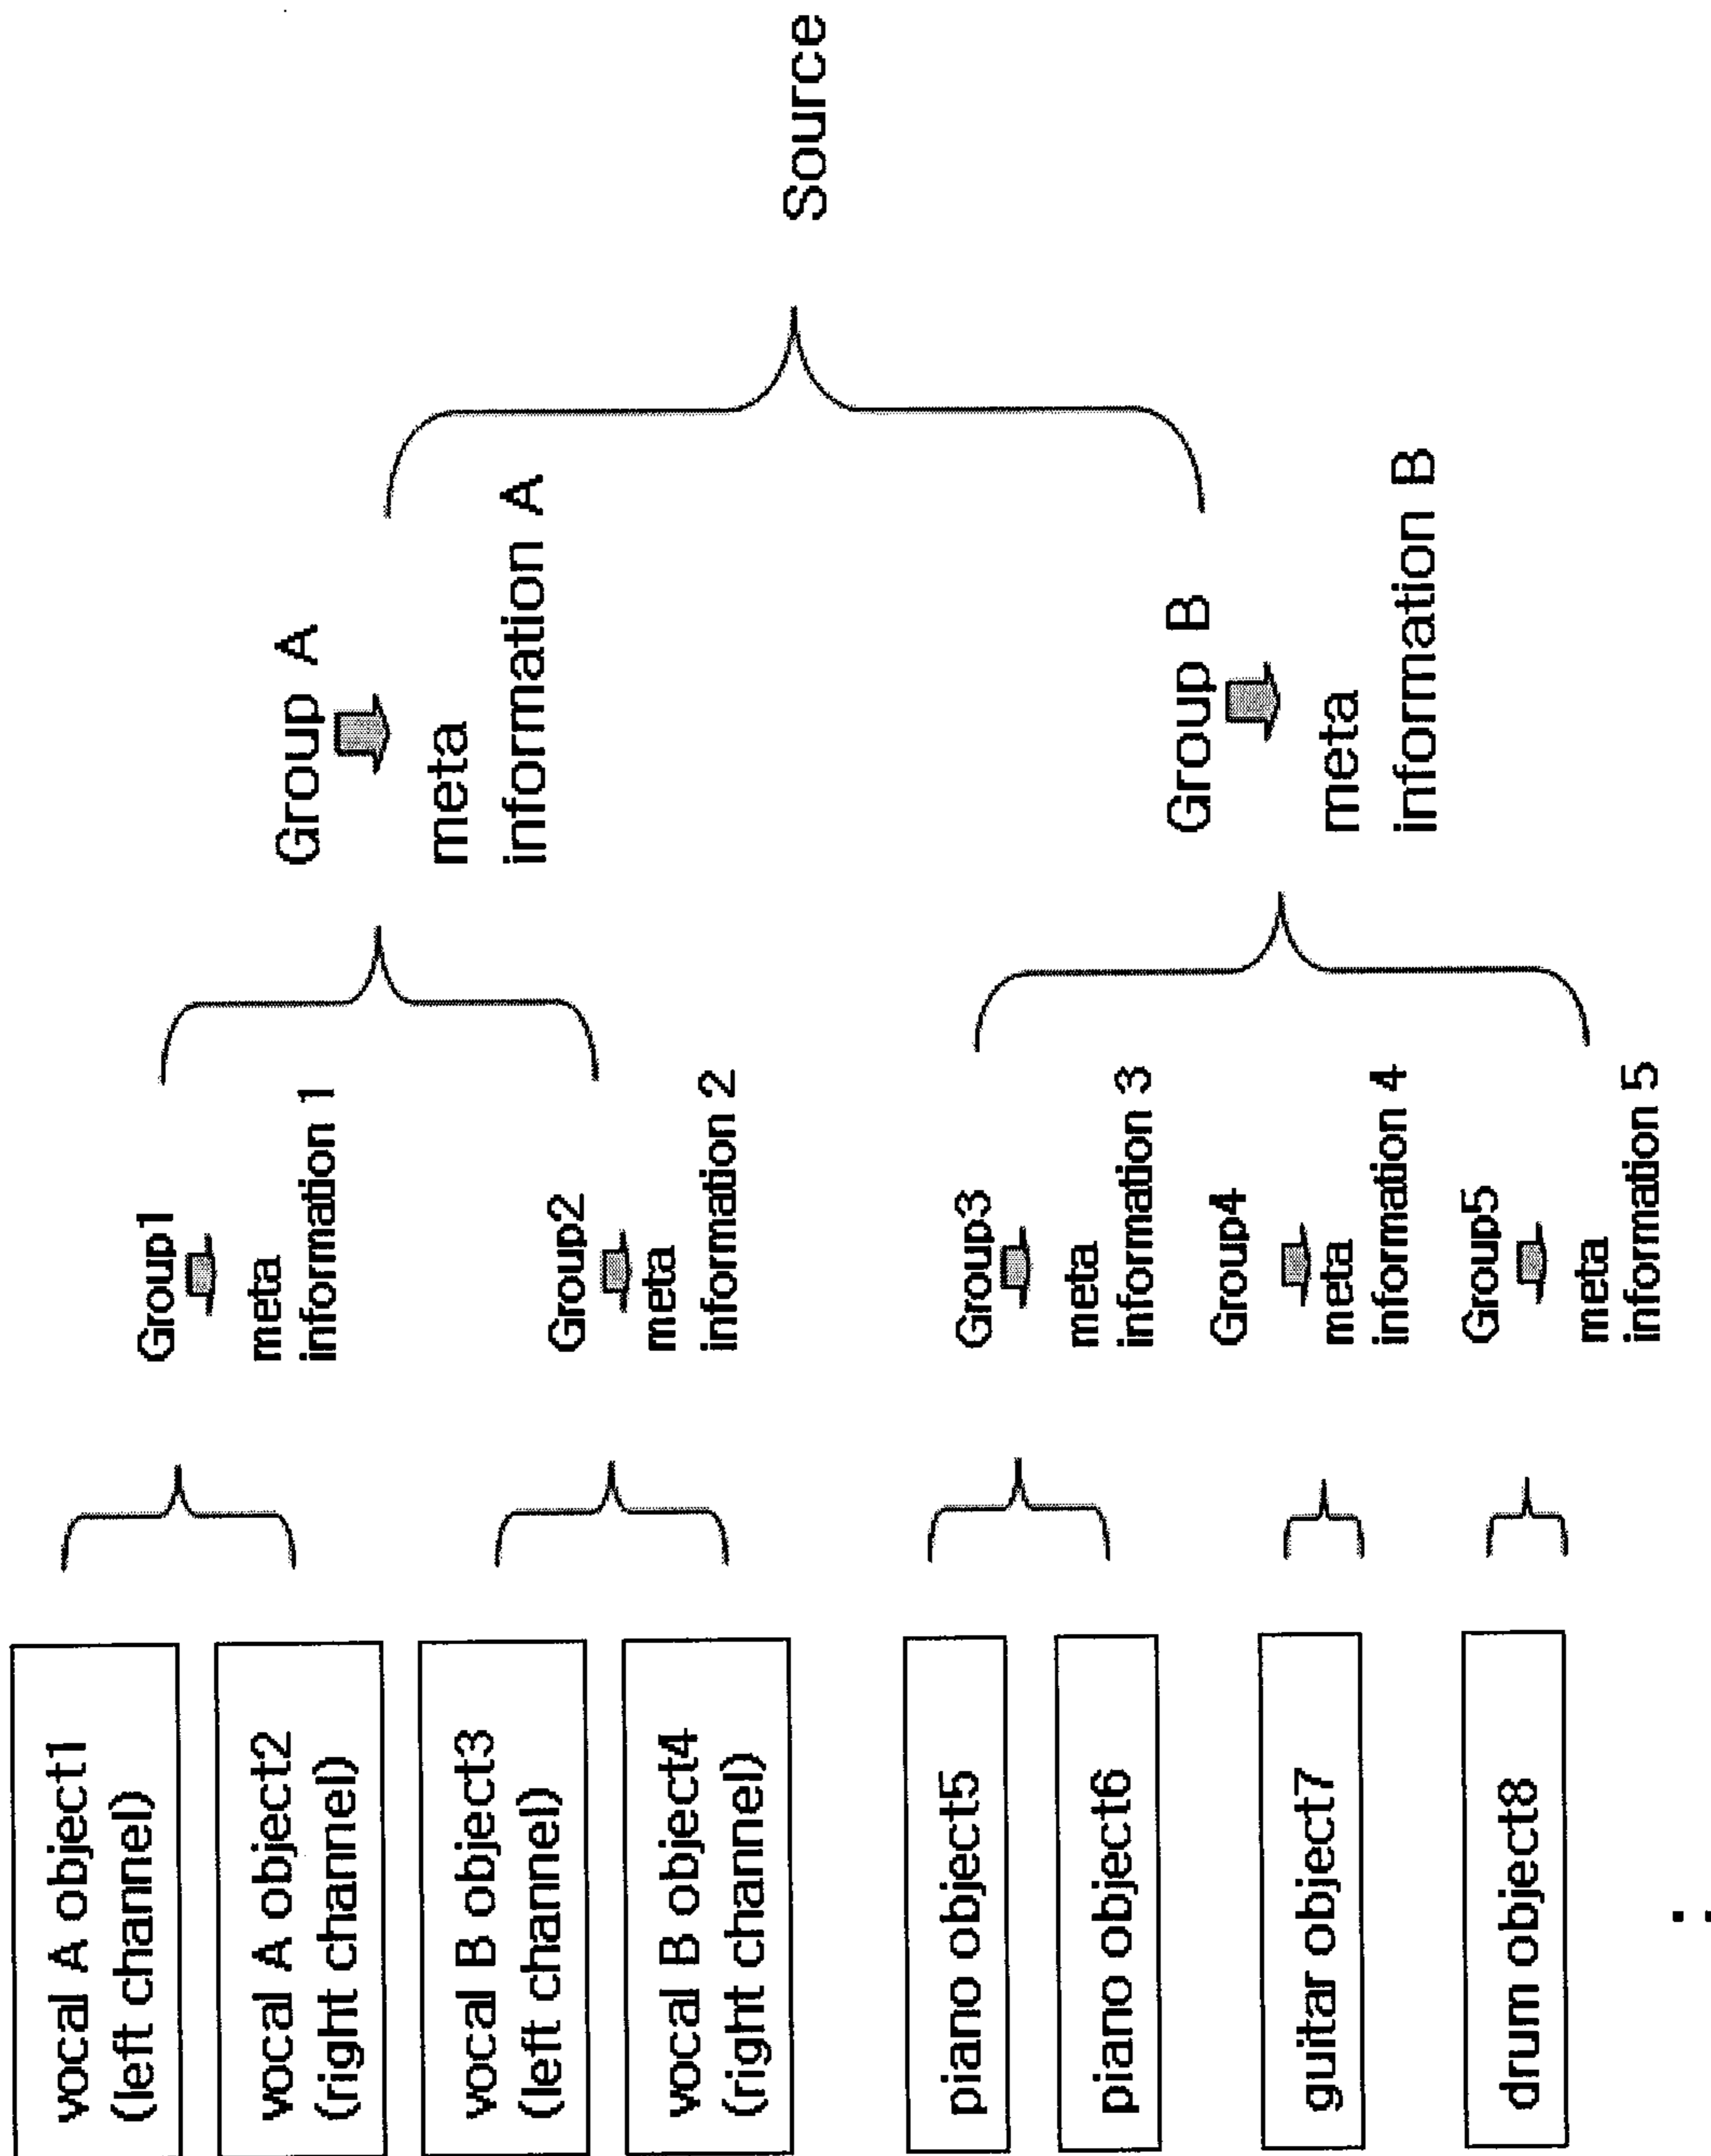 vocal A object1
(left channel)
vocal A object2
(right channel)
vocal B object3
(left channel)
vocal B object4
(right channel)
piano object5
piano object6
guitar object7
drum object8
:
Group1
meta
information 1
Group2
meta
information 2
Group3
meta
information 3
Group4
meta
information 4
Group5
meta
information 5
Group A
meta
information A
Group B
meta
information B
Source